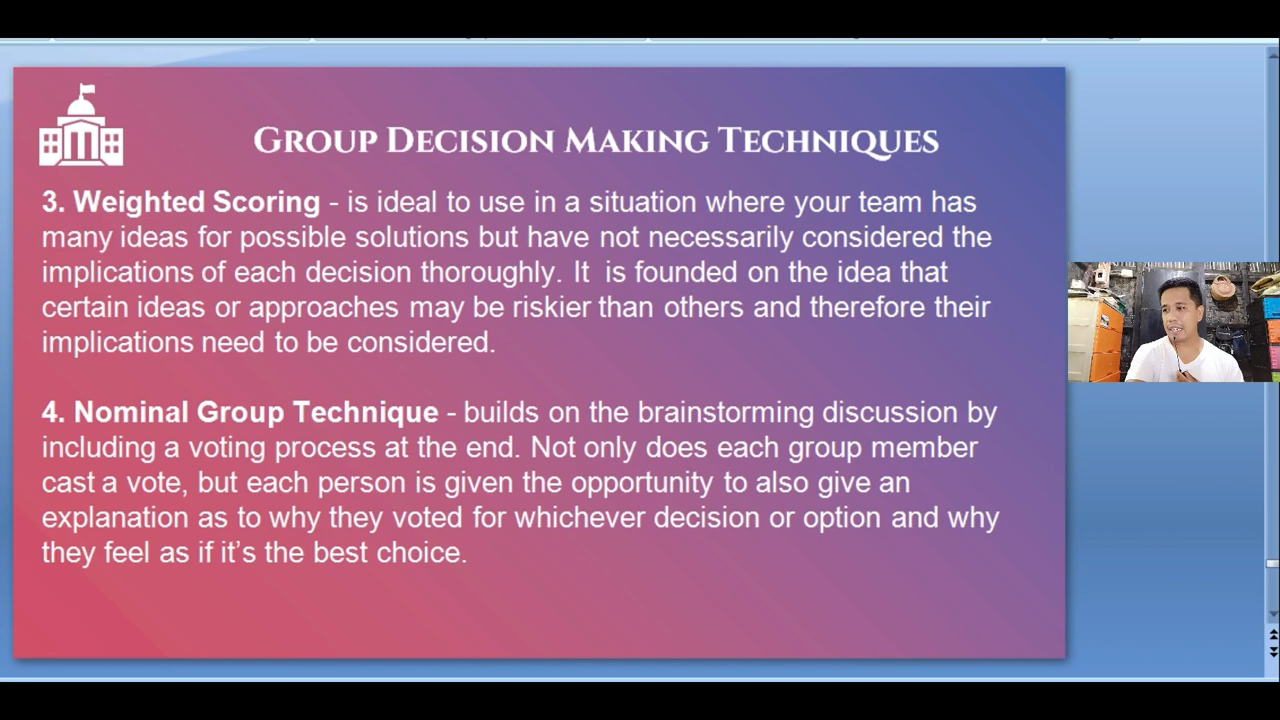 GROUP DECISION MAKING TECHNIQUES
3. Weighted Scoring - is ideal to use in a situation where your team has
many ideas for possible solutions but have not necessarily considered the
implications of each decision thoroughly. It  is founded on the idea that
certain ideas or approaches may be riskier than others and therefore their
implications need to be considered.
4. Nominal Group Technique - builds on the brainstorming discussion by
including a voting process at the end. Not only does each group member
cast a vote, but each person is given the opportunity to also give an
explanation as to why they voted for whichever decision or option and why
they feel as if it’s the best choice.